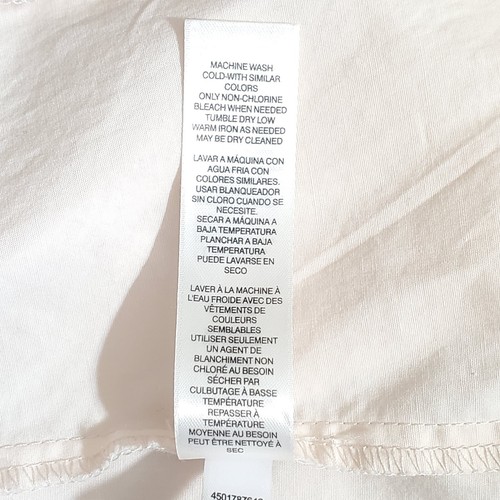 MACHINE WASH
COLD-WITH SIMILAR
COLORS
ONLY NON-CHLORINE
BLEACH WHEN NEEDED
TUMBLE DRY LOW
WARM IRON AS NEEDED
MAY BE DRY CLEANED
LAVAR A MÁQUINA CON
AGUA FRIA CON
COLORES SIMILARES.
USAR BLANQUEADOR
SIN CLORO CUANDO SE
NECESITE.
SECAR A MÁQUINA A
BAJA TEMPERATURA
PLANCHAR A BAJA
TEMPERATURA
PUEDE LAVARSE EN
SECO
LAVER À LA MACHINE À
L'EAU FROIDE AVEC DES
VÊTEMENTS DE
COULEURS
SEMBLABLES
UTILISER SEULEMENT
UN AGENT DE
BLANCHIMENT NON
CHLORÉ AU BESOIN
SÉCHER PAR
CULBUTAGE À BASSE
TEMPÉRATURE
REPASSER À
TEMPÉRATURE
MOYENNE AU BESOIN
PEUT ÊTRE NETTOYÉ À
SEC